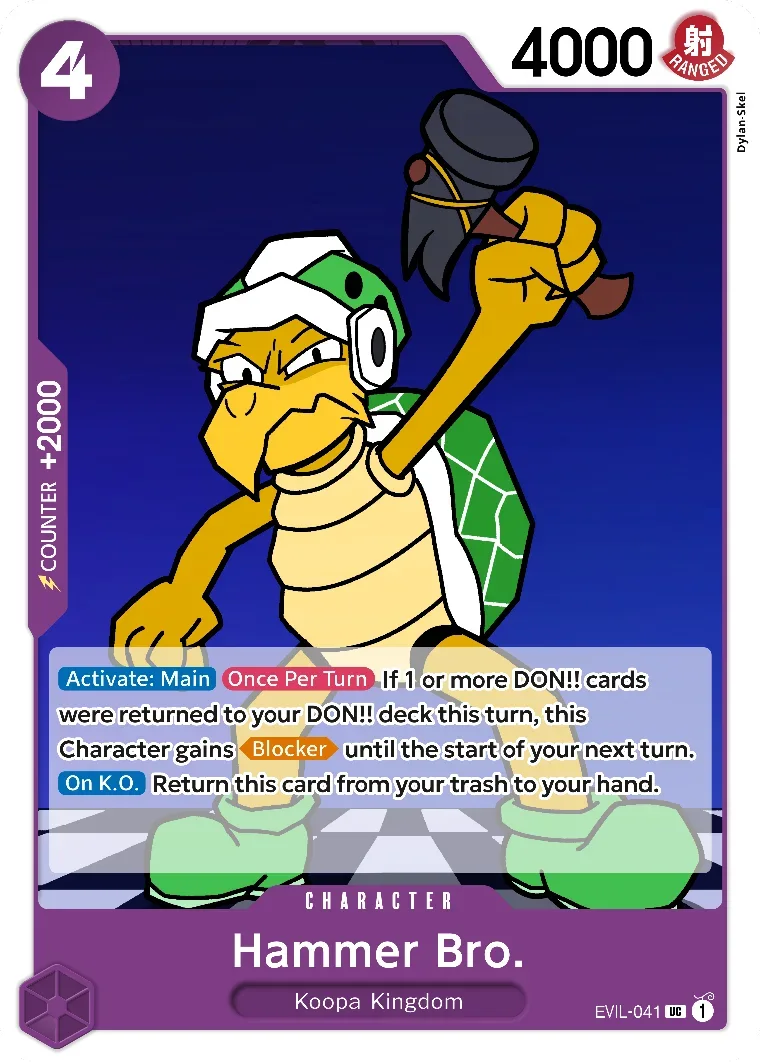 4
4000
射
RANGED
Dylan-Skel
COUNTER +2000
Activate: Main Once Per Turn If 1 or more DON!! cards
were returned to your DON!! deck this turn, this
Character gains Blocker until the start of your next turn.
On K.O. Return this card from your trash to your hand.
CHARACTER
Hammer Bro.
Koopa Kingdom
EVIL-041 UC 1